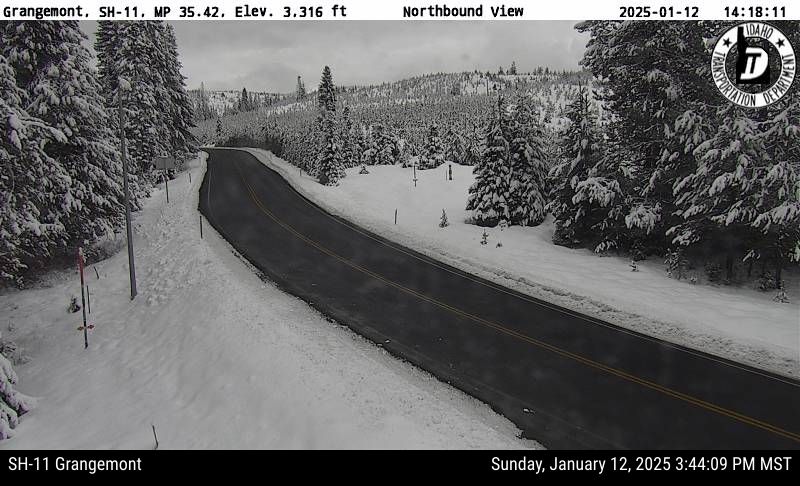 Grangemont, SH-11, MP 35.42, Elev. 3,316 ft Northbound View 2025-01-12 14:18:11
IDAHO
TRANSPORTATION DEPARTMENT
SH-11 Grangemont Sunday, January 12, 2025 3:44:09 PM MST